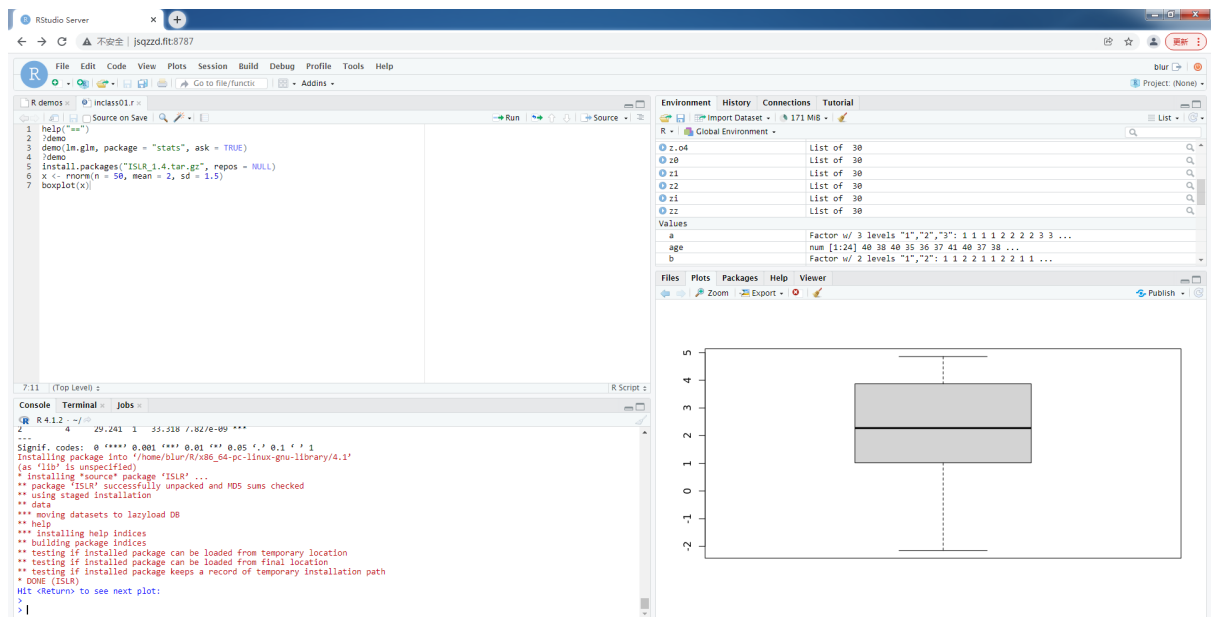 RStudio Server
不安全 | jsqzzd.fit:8787
更新
File Edit Code View Plots Session Build Debug Profile Tools Help
blur
Go to file/functic
Addins
Project: (None)
R demos
inclass01.r
Source on Save
Run
Source
1 help("==")
2 ?demo
3 demo(lm.glm, package = "stats", ask = TRUE)
4 ?demo
5 install.packages("ISLR_1.4.tar.gz", repos = NULL)
6 x <- rnorm(n = 50, mean = 2, sd = 1.5)
7 boxplot(x)
7:11 (Top Level)
R Script
Console Terminal Jobs
R 4.1.2 · ~/
2 4 29.241 1 33.318 7.827e-09 ***
---
Signif. codes: 0 ‘***’ 0.001 ‘**’ 0.01 ‘*’ 0.05 ‘.’ 0.1 ‘ ’ 1
Installing package into ‘/home/blur/R/x86_64-pc-linux-gnu-library/4.1’
(as ‘lib’ is unspecified)
* installing *source* package ‘ISLR’ ...
** package ‘ISLR’ successfully unpacked and MD5 sums checked
** using staged installation
** data
*** moving datasets to lazyload DB
** help
*** installing help indices
** building package indices
** testing if installed package can be loaded from temporary location
** testing if installed package can be loaded from final location
** testing if installed package keeps a record of temporary installation path
* DONE (ISLR)
Hit <Return> to see next plot:
>
>
Environment History Connections Tutorial
Import Dataset
171 MiB
List
R
Global Environment
z.o4 List of 30
z0 List of 30
z1 List of 30
z2 List of 30
zi List of 30
zz List of 30
Values
a Factor w/ 3 levels "1","2","3": 1 1 1 1 2 2 2 2 3 3 ...
age num [1:24] 40 38 40 35 36 37 41 40 37 38 ...
b Factor w/ 2 levels "1","2": 1 1 2 2 1 1 2 2 1 1 ...
Files Plots Packages Help Viewer
Zoom Export
Publish
5
4
3
2
1
0
-1
-2